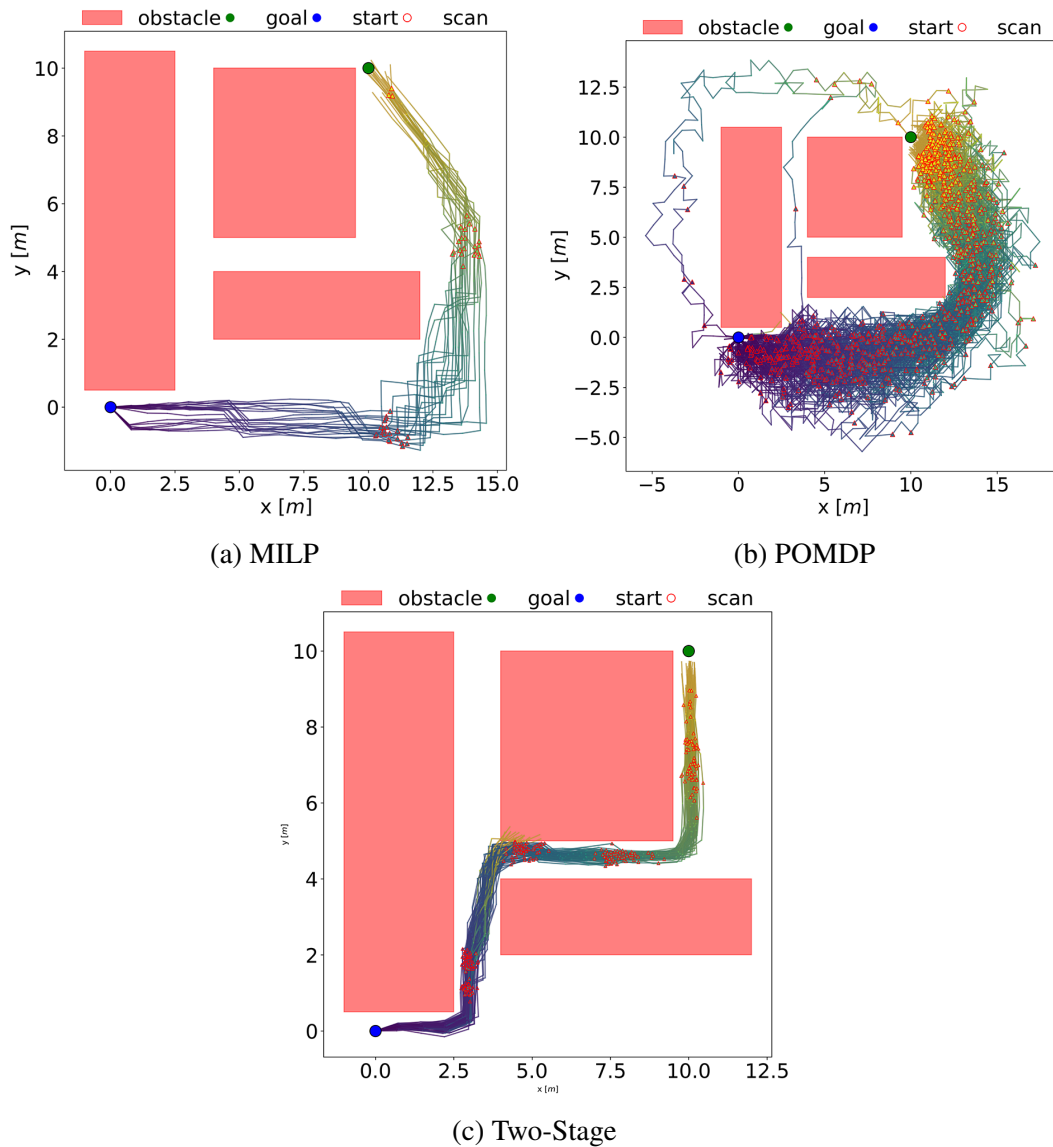 obstacle goal start scan
obstacle goal start scan
10
8
6
4
2
0
y [m]
0.0 2.5 5.0 7.5 10.0 12.5 15.0
x [m]
12.5
10.0
7.5
5.0
2.5
0.0
−2.5
−5.0
y [m]
−5 0 5 10 15
x [m]
(a) MILP
(b) POMDP
obstacle goal start scan
10
8
6
4
2
0
y [m]
0.0 2.5 5.0 7.5 10.0 12.5
x [m]
(c) Two-Stage